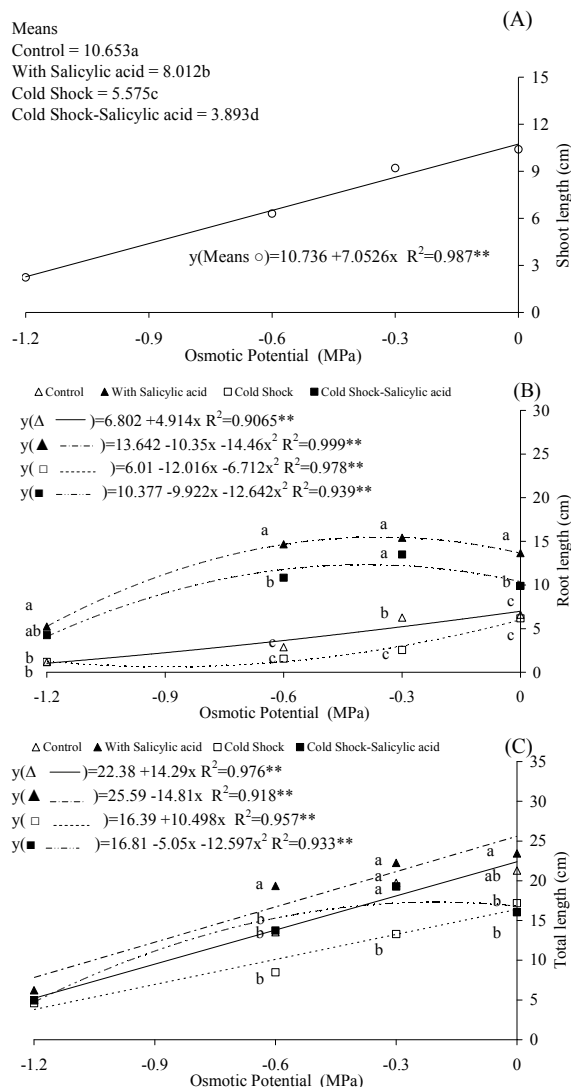 (A)
Means
Control = 10.653a
With Salicylic acid = 8.012b
Cold Shock = 5.575c
Cold Shock-Salicylic acid = 3.893d
15
12
9
6
3
0
Shoot length (cm)
y(Means ○)=10.736 +7.0526x R²=0.987**
-1.2 -0.9 -0.6 -0.3 0
Osmotic Potential (MPa)
△ Control ▲ With Salicylic acid □ Cold Shock ■ Cold Shock-Salicylic acid
(B)
y(Δ )=6.802 +4.914x R²=0.9065**
y(▲ )=13.642 -10.35x -14.46x² R²=0.999**
y(□ )=6.01 -12.016x -6.712x² R²=0.978**
y(■ )=10.377 -9.922x -12.642x² R²=0.939**
30
25
20
15
10
5
0
Root length (cm)
a a a
a b a b
ab b c
b c c c
b c
-1.2 -0.9 -0.6 -0.3 0
Osmotic Potential (MPa)
△ Control ▲ With Salicylic acid □ Cold Shock ■ Cold Shock-Salicylic acid
(C)
y(Δ )=22.38 +14.29x R²=0.976**
y(▲ )=25.59 -14.81x R²=0.918**
y(□ )=16.39 +10.498x R²=0.957**
y(■ )= 16.81 -5.05x -12.597x² R²=0.933**
35
30
25
20
15
10
5
0
Total length (cm)
a a a
a ab
b a b
b b b
b
-1.2 -0.9 -0.6 -0.3 0
Osmotic Potential (MPa)